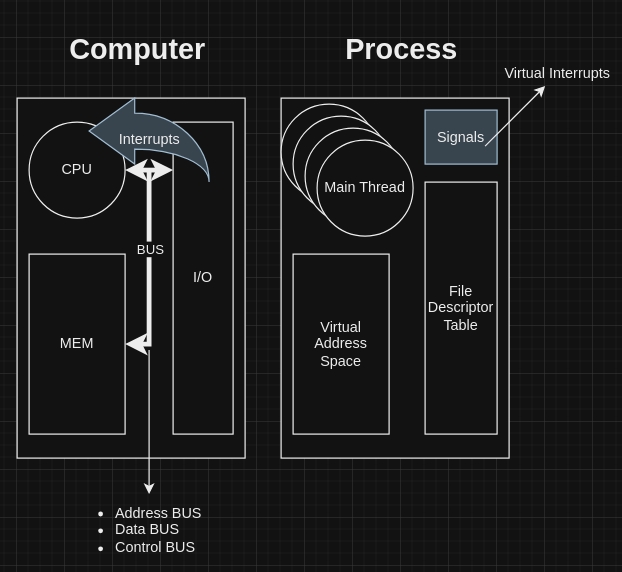 Computer
Process
Virtual Interrupts
Interrupts
CPU
BUS
I/O
MEM
Address BUS
Data BUS
Control BUS
Signals
Main Thread
File
Descriptor
Table
Virtual
Address
Space